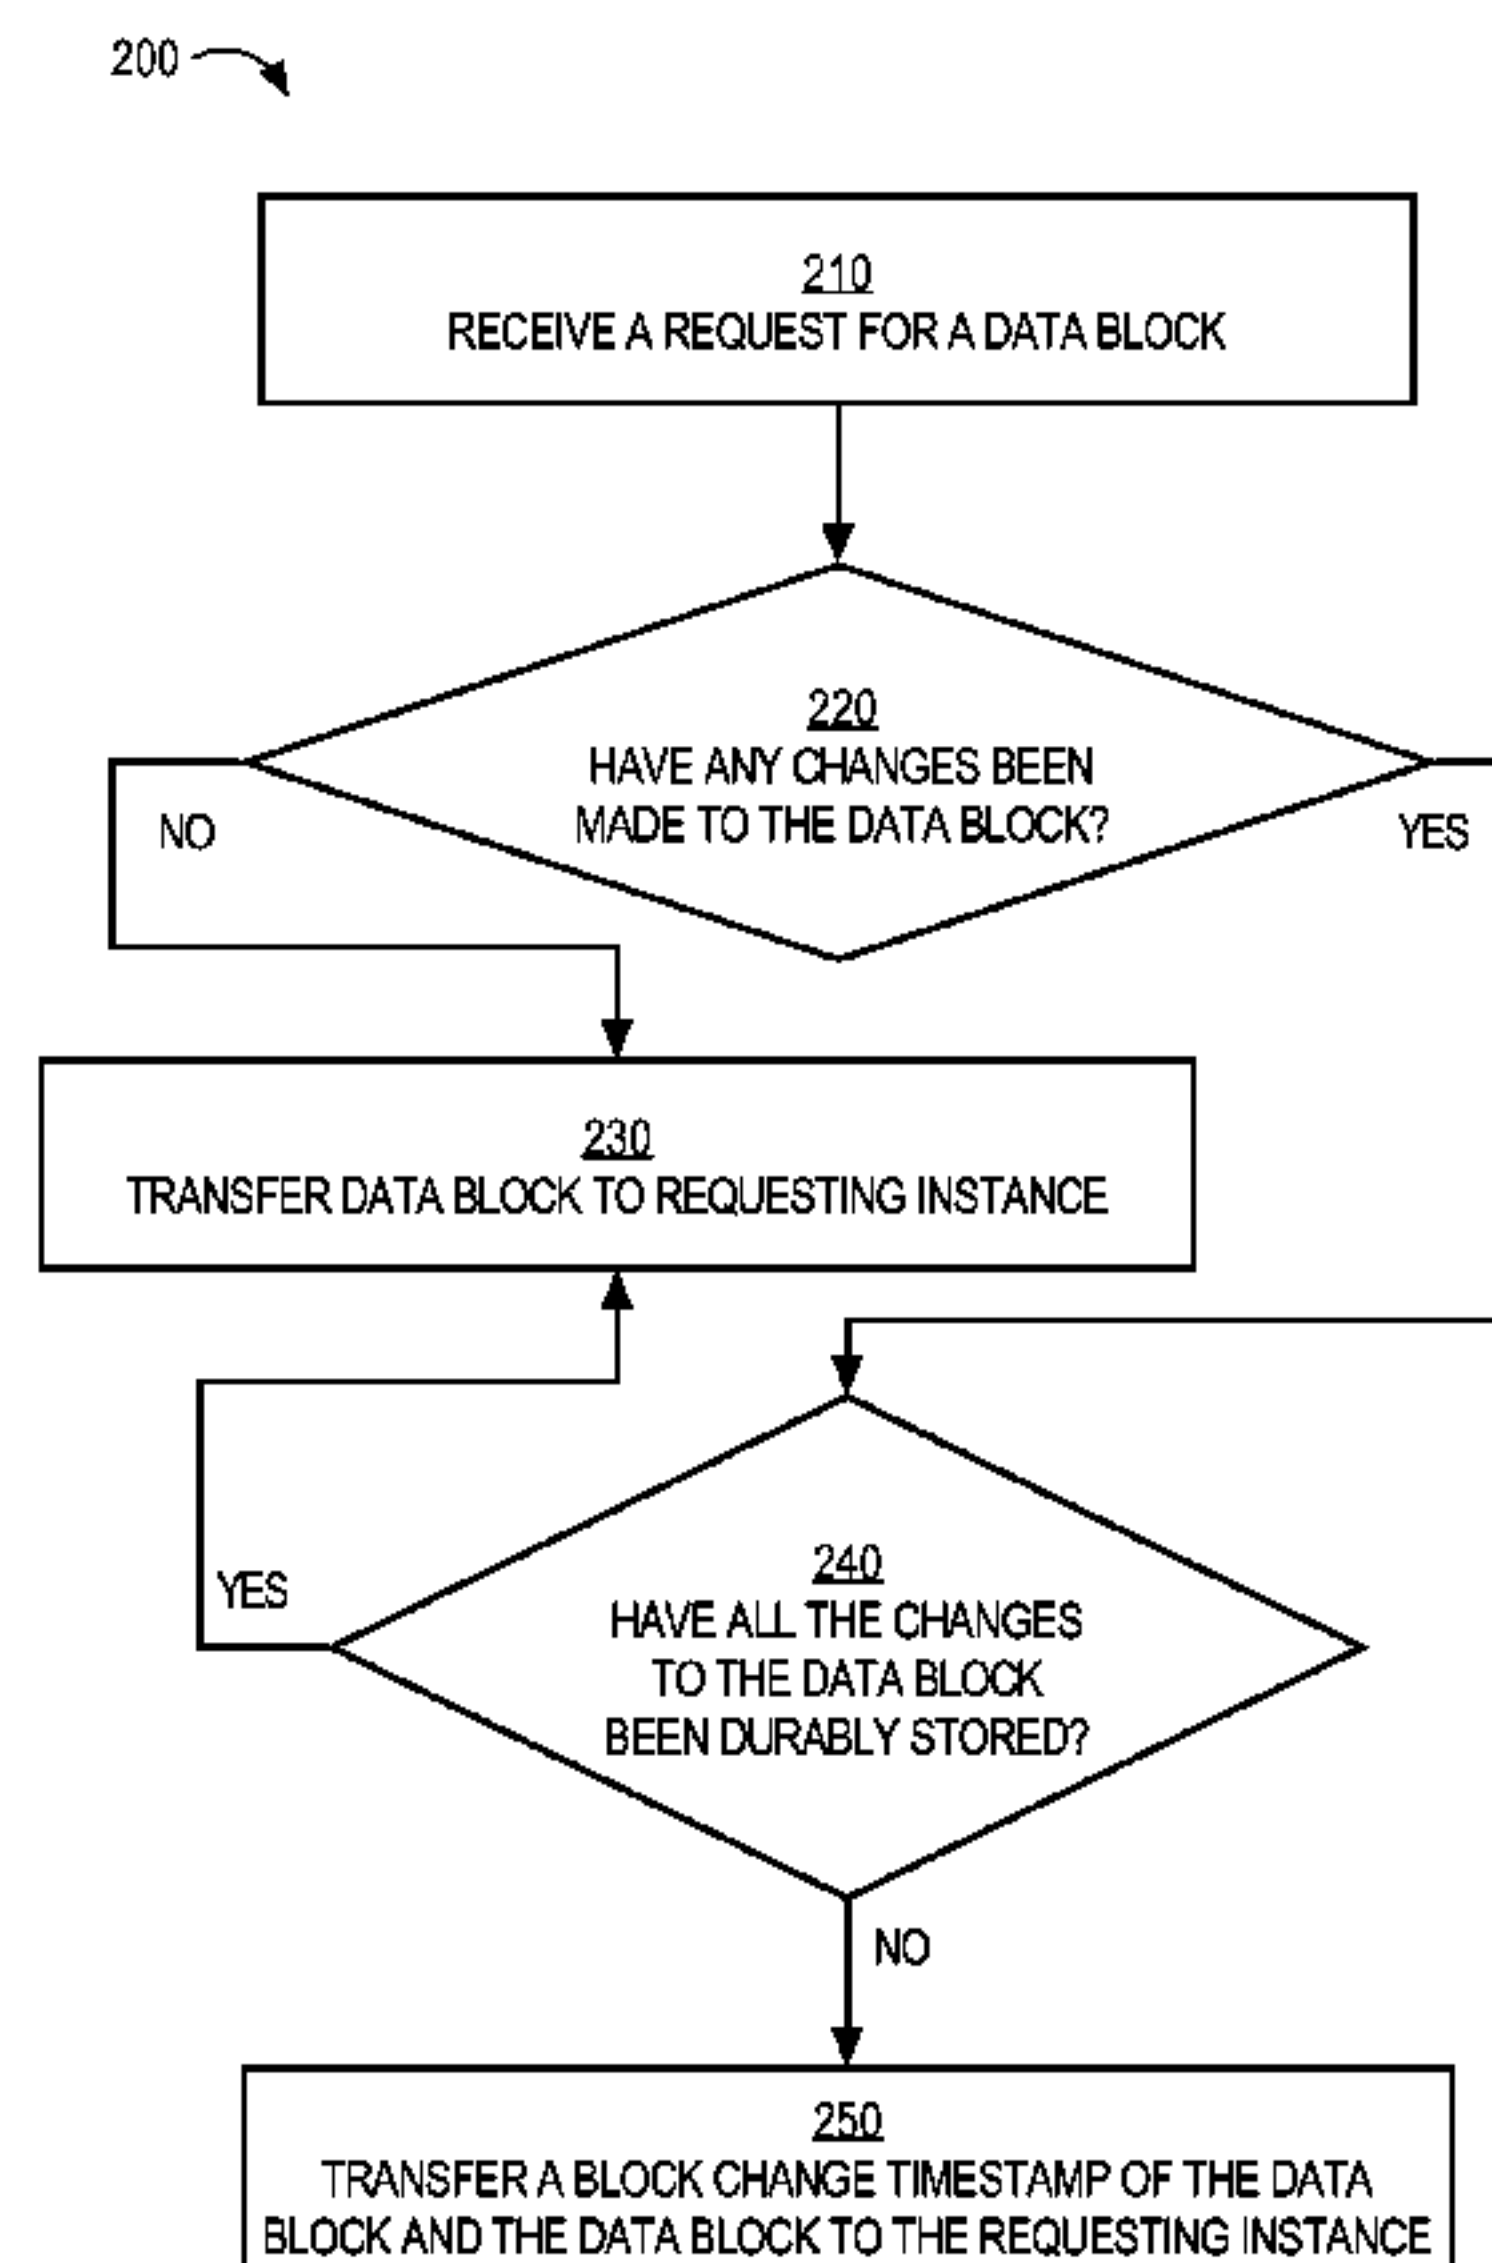 200
210
RECEIVE A REQUEST FOR A DATA BLOCK
220
HAVE ANY CHANGES BEEN
MADE TO THE DATA BLOCK?
NO
YES
230
TRANSFER DATA BLOCK TO REQUESTING INSTANCE
240
HAVE ALL THE CHANGES
TO THE DATA BLOCK
BEEN DURABLY STORED?
YES
NO
250
TRANSFER A BLOCK CHANGE TIMESTAMP OF THE DATA
BLOCK AND THE DATA BLOCK TO THE REQUESTING INSTANCE